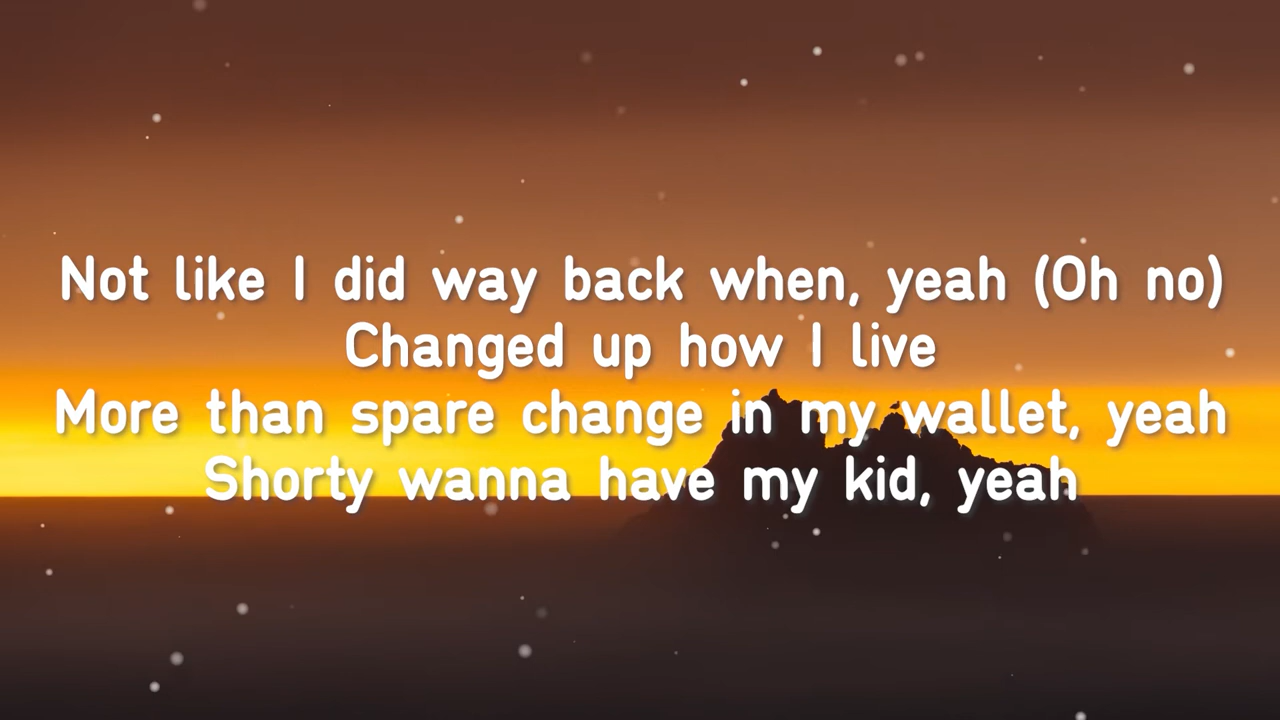 Not like I did way back when, yeah (Oh no)
Changed up how I live
More than spare change in my wallet, yeah
Shorty wanna have my kid, yeah